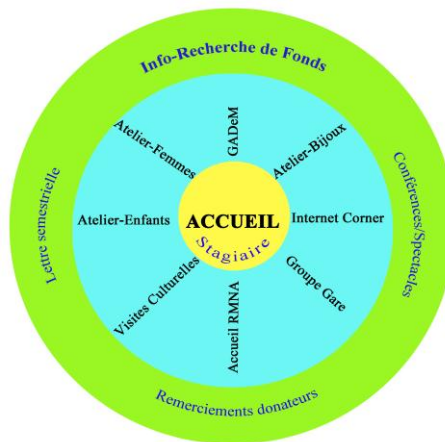 Info-Recherche de Fonds
Conférences/Spectacles
Remerciements donateurs
Lettre semestrielle
GADeM
Atelier-Bijoux
Internet Corner
Groupe Gare
Accueil RMNA
Visites Culturelles
Atelier-Enfants
Atelier-Femmes
ACCUEIL
Stagiaire